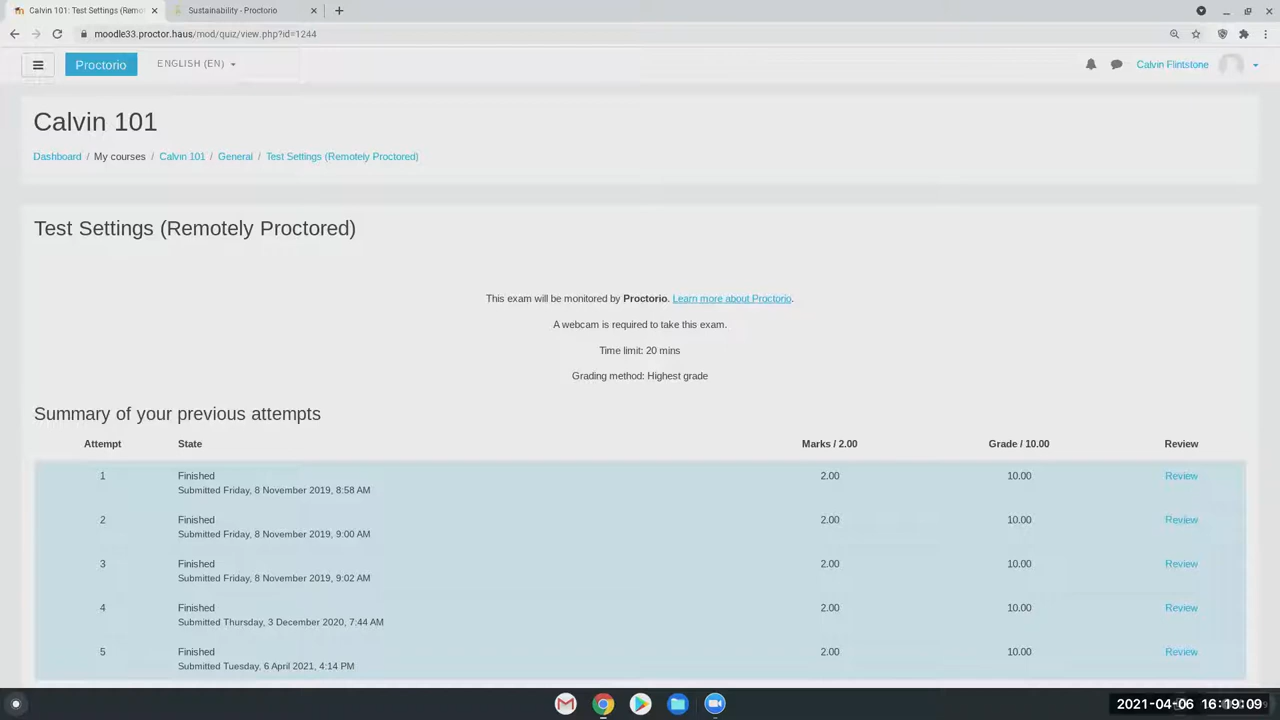 Calvin 101: Test Settings (Remot
Sustainability - Proctorio
moodle33.proctor.haus/mod/quiz/view.php?id=1244
Proctorio
ENGLISH (EN)
Calvin Flintstone
Calvin 101
Dashboard / My courses / Calvin 101 / General / Test Settings (Remotely Proctored)
Test Settings (Remotely Proctored)
This exam will be monitored by Proctorio. Learn more about Proctorio.
A webcam is required to take this exam.
Time limit: 20 mins
Grading method: Highest grade
Summary of your previous attempts
Attempt State Marks / 2.00 Grade / 10.00 Review
1 Finished 2.00 10.00 Review
Submitted Friday, 8 November 2019, 8:58 AM
2 Finished 2.00 10.00 Review
Submitted Friday, 8 November 2019, 9:00 AM
3 Finished 2.00 10.00 Review
Submitted Friday, 8 November 2019, 9:02 AM
4 Finished 2.00 10.00 Review
Submitted Thursday, 3 December 2020, 7:44 AM
5 Finished 2.00 10.00 Review
Submitted Tuesday, 6 April 2021, 4:14 PM
2021-04-06 16:19:09